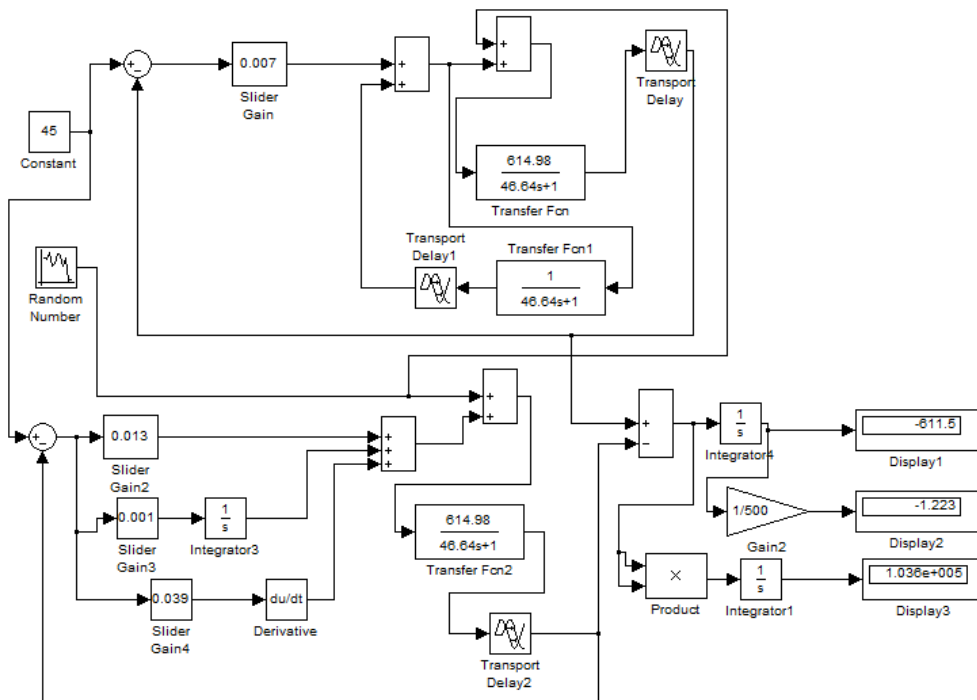 +
+
Transport
Delay
+
−
0.007
Slider
Gain
+
+
45
Constant
614.98
46.64s+1
Transfer Fcn
Transport
Delay1
Transfer Fcn1
1
46.64s+1
Random
Number
+
+
+
−
0.013
Slider
Gain2
+
+
+
+
−
1
s
Integrator4
-611.5
Display1
0.001
Slider
Gain3
1
s
Integrator3
614.98
46.64s+1
Transfer Fcn2
1/500
Gain2
-1.223
Display2
0.039
Slider
Gain4
du/dt
Derivative
×
Product
1
s
Integrator1
1.036e+005
Display3
Transport
Delay2